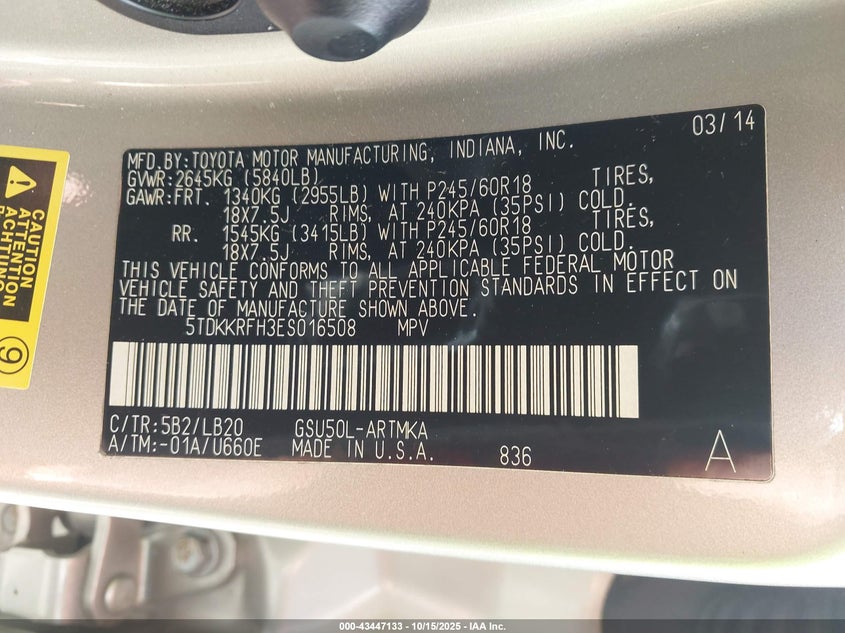 03/14
MFD.BY:TOYOTA MOTOR MANUFACTURING, INDIANA, INC.
GVWR:2645KG (5840LB)
GAWR:FRT. 1340KG (2955LB) WITH P245/60R18 TIRES,
18X7.5J RIMS, AT 240KPA (35PSI) COLD.
RR. 1545KG (3415LB) WITH P245/60R18 TIRES,
18X7.5J RIMS, AT 240KPA (35PSI) COLD.
THIS VEHICLE CONFORMS TO ALL APPLICABLE FEDERAL MOTOR
VEHICLE SAFETY AND THEFT PREVENTION STANDARDS IN EFFECT ON
THE DATE OF MANUFACTURE SHOWN ABOVE.
5TDKKRFH3ES016508 MPV
C/TR:5B2/LB20 GSU50L-ARTMKA
A/TM:-01A/U660E MADE IN U.S.A. 836 A
CAUTION
ATTENTION
ACHTUNG
9
000-43447133 - 10/15/2025 - IAA Inc.